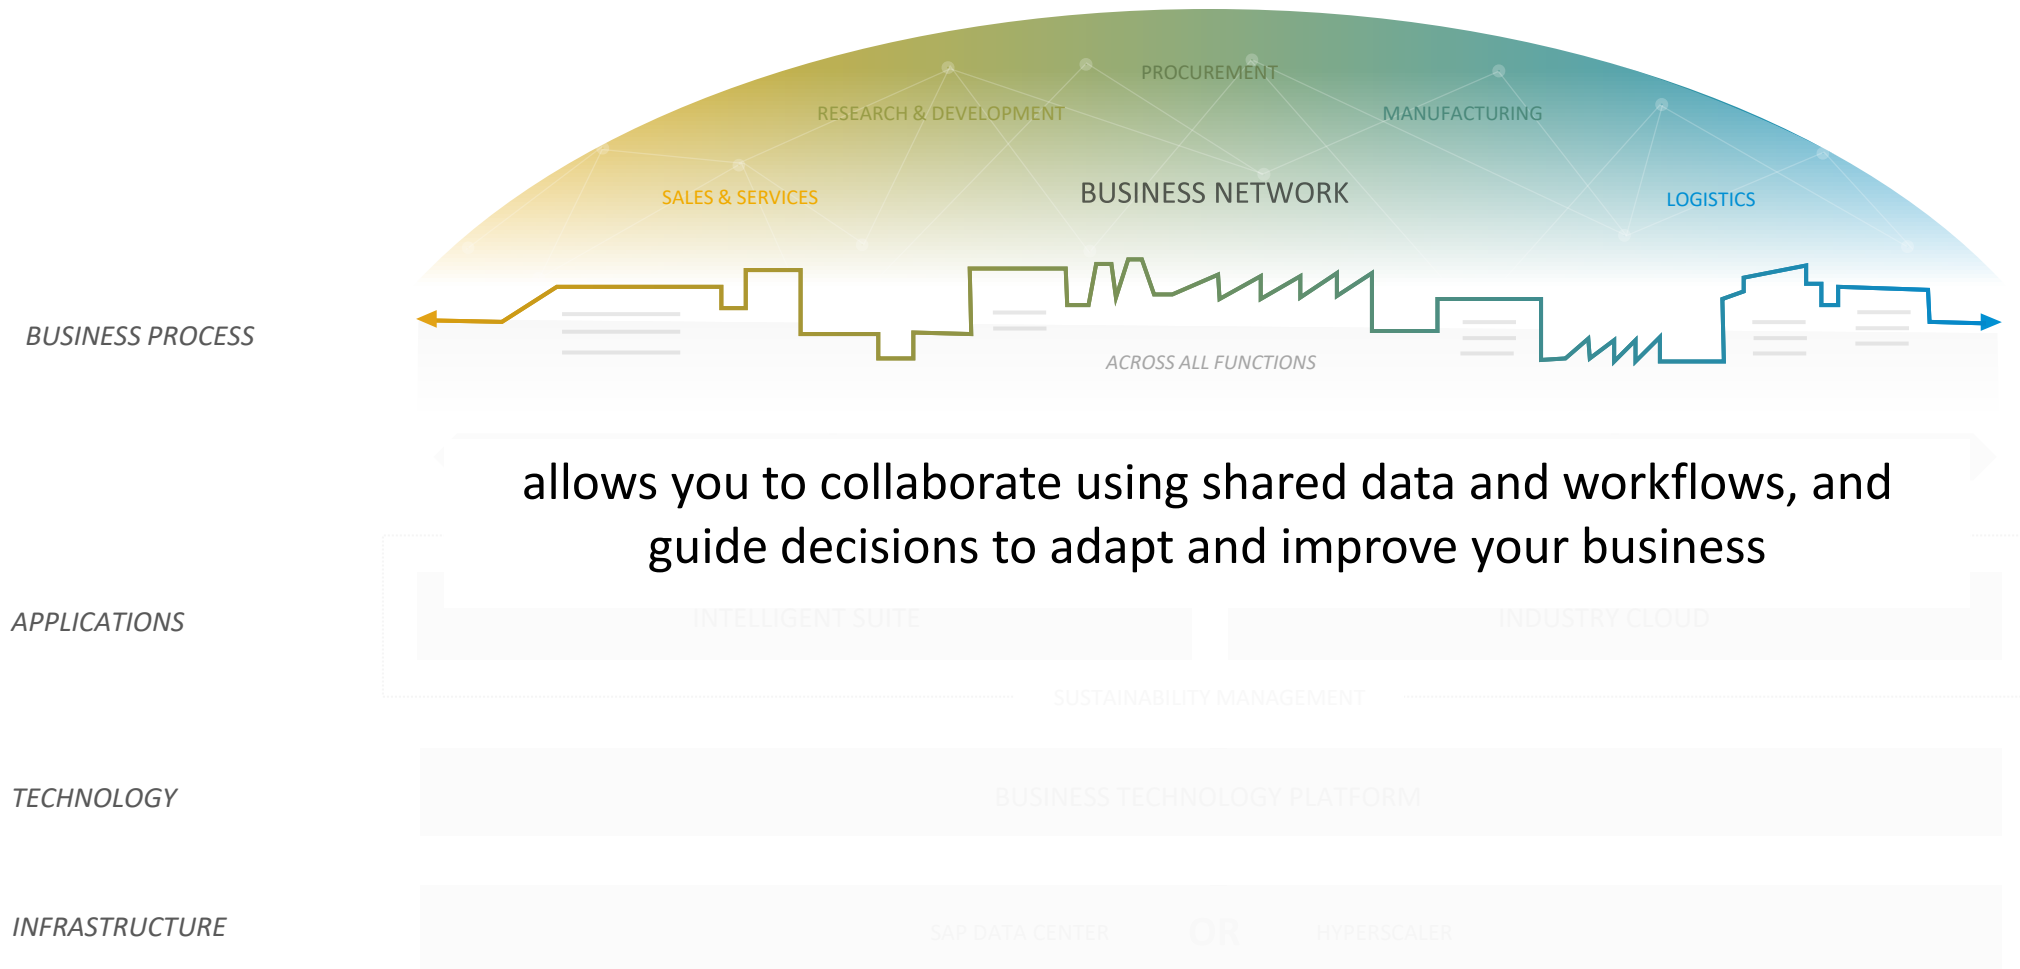 PROCUREMENT
RESEARCH & DEVELOPMENT
MANUFACTURING
SALES & SERVICES
BUSINESS NETWORK
LOGISTICS
BUSINESS PROCESS
ACROSS ALL FUNCTIONS
allows you to collaborate using shared data and workflows, and
guide decisions to adapt and improve your business
APPLICATIONS
INTELLIGENT SUITE
INDUSTRY CLOUD
SUSTAINABILITY MANAGEMENT
TECHNOLOGY
BUSINESS TECHNOLOGY PLATFORM
INFRASTRUCTURE
SAP DATA CENTER
OR
HYPERSCALER